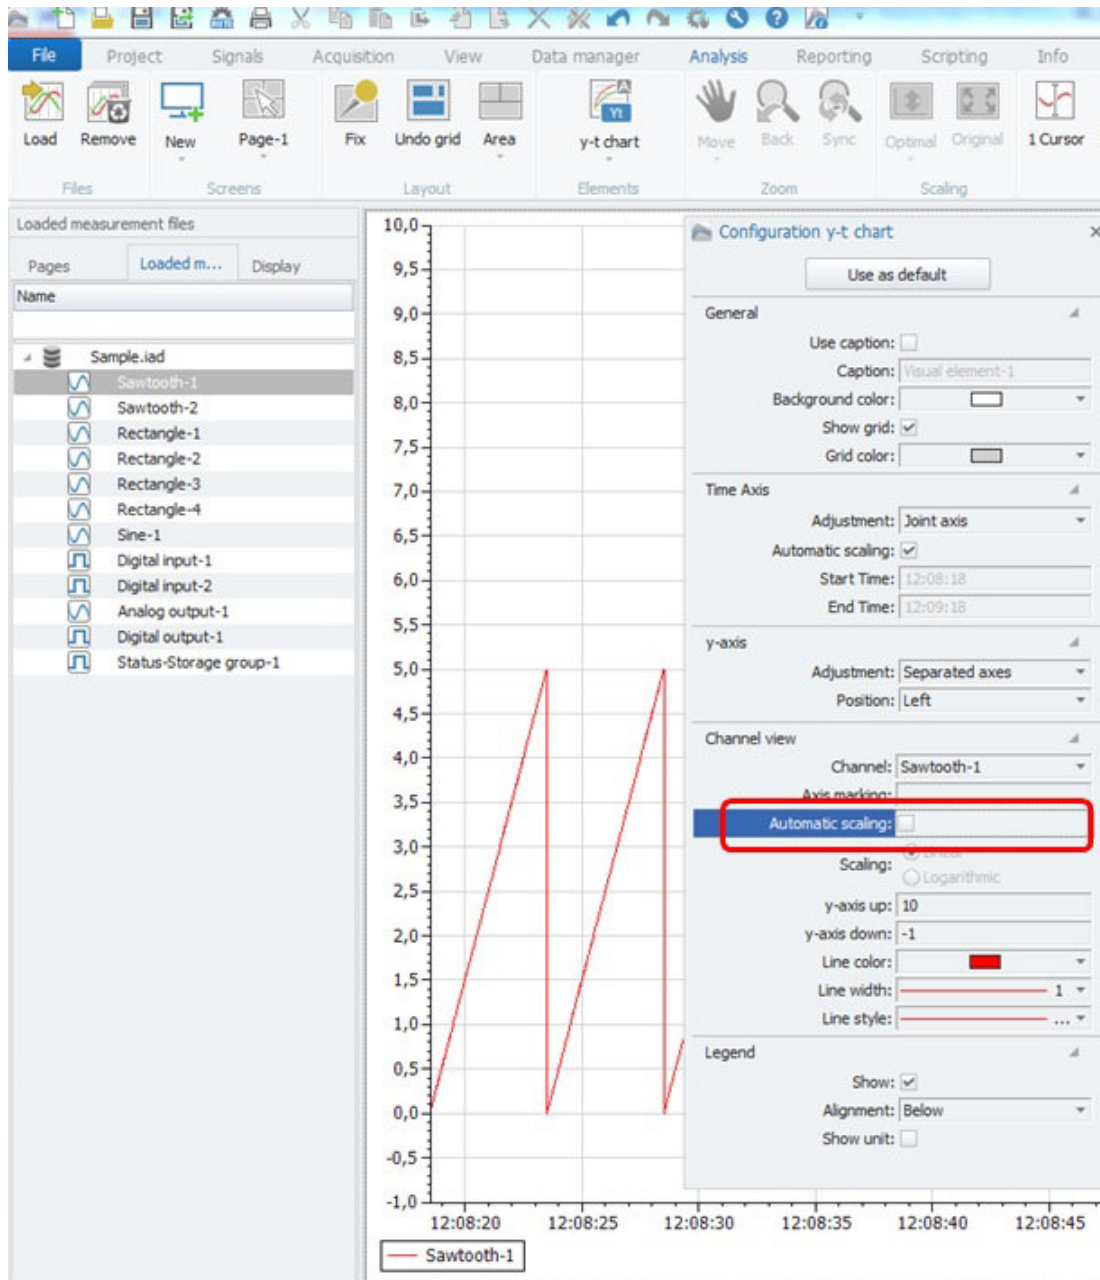 File Project Signals Acquisition View Data manager Analysis Reporting Scripting Info
Load Remove New Page-1 Fix Undo grid Area y-t chart Move Back Sync Optimal Original 1 Cursor
Files Screens Layout Elements Zoom Scaling
Loaded measurement files
Pages Loaded m... Display
Name
Sample.iad
Sawtooth-1
Sawtooth-2
Rectangle-1
Rectangle-2
Rectangle-3
Rectangle-4
Sine-1
Digital input-1
Digital input-2
Analog output-1
Digital output-1
Status-Storage group-1
10,0
9,5
9,0
8,5
8,0
7,5
7,0
6,5
6,0
5,5
5,0
4,5
4,0
3,5
3,0
2,5
2,0
1,5
1,0
0,5
0,0
-0,5
-1,0
12:08:20 12:08:25 12:08:30 12:08:35 12:08:40 12:08:45
Sawtooth-1
Configuration y-t chart
Use as default
General
Use caption:
Caption: Visual element-1
Background color:
Show grid:
Grid color:
Time Axis
Adjustment: Joint axis
Automatic scaling:
Start Time: 12:08:18
End Time: 12:09:18
y-axis
Adjustment: Separated axes
Position: Left
Channel view
Channel: Sawtooth-1
Axis marking:
Automatic scaling:
Scaling: Linear
Logarithmic
y-axis up: 10
y-axis down: -1
Line color:
Line width: 1
Line style: ...
Legend
Show:
Alignment: Below
Show unit: